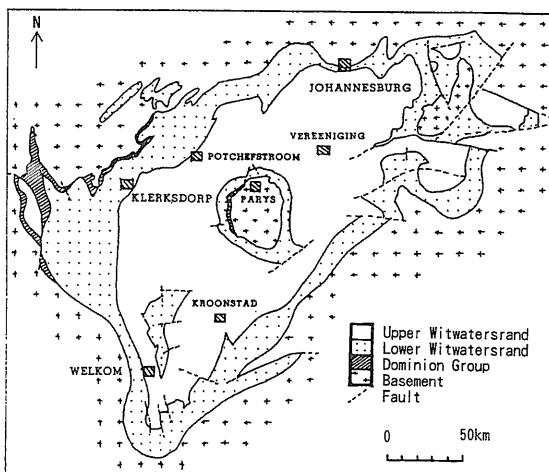 N
JOHANNESBURG
VEREENIGING
POTCHEFSTROOM
KLERKSDORP
PARYS
KROONSTAD
WELKOM
Upper Witwatersrand
Lower Witwatersrand
Dominion Group
Basement
Fault
0 50km